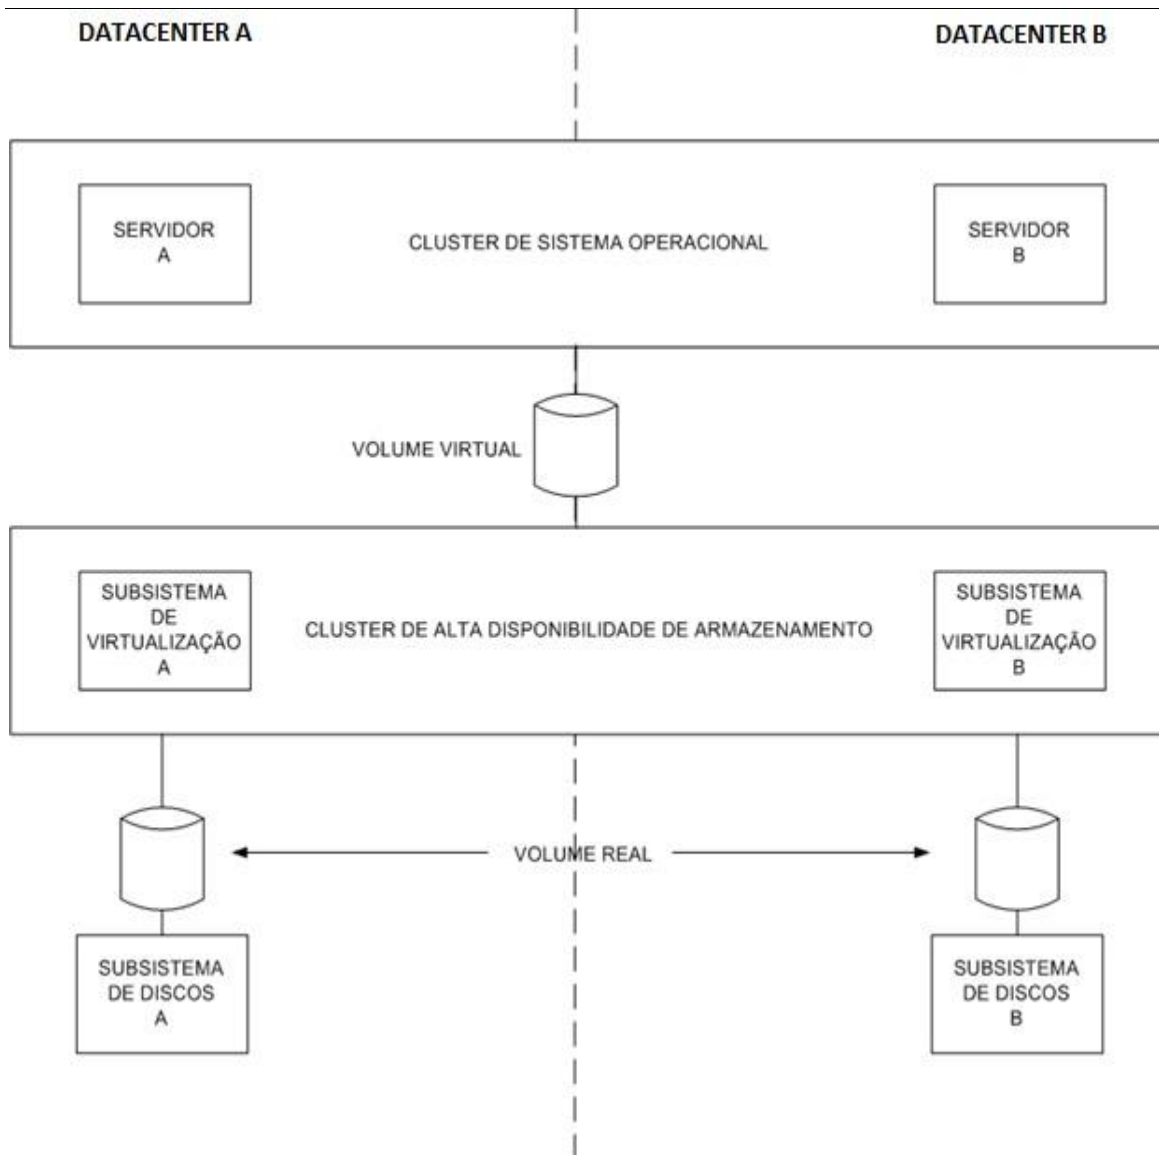 DATACENTER A
DATACENTER B
SERVIDOR
A
CLUSTER DE SISTEMA OPERACIONAL
SERVIDOR
B
VOLUME VIRTUAL
SUBSISTEMA
DE
VIRTUALIZAÇÃO
A
CLUSTER DE ALTA DISPONIBILIDADE DE ARMAZENAMENTO
SUBSISTEMA
DE
VIRTUALIZAÇÃO
B
VOLUME REAL
SUBSISTEMA
DE DISCOS
A
SUBSISTEMA
DE DISCOS
B